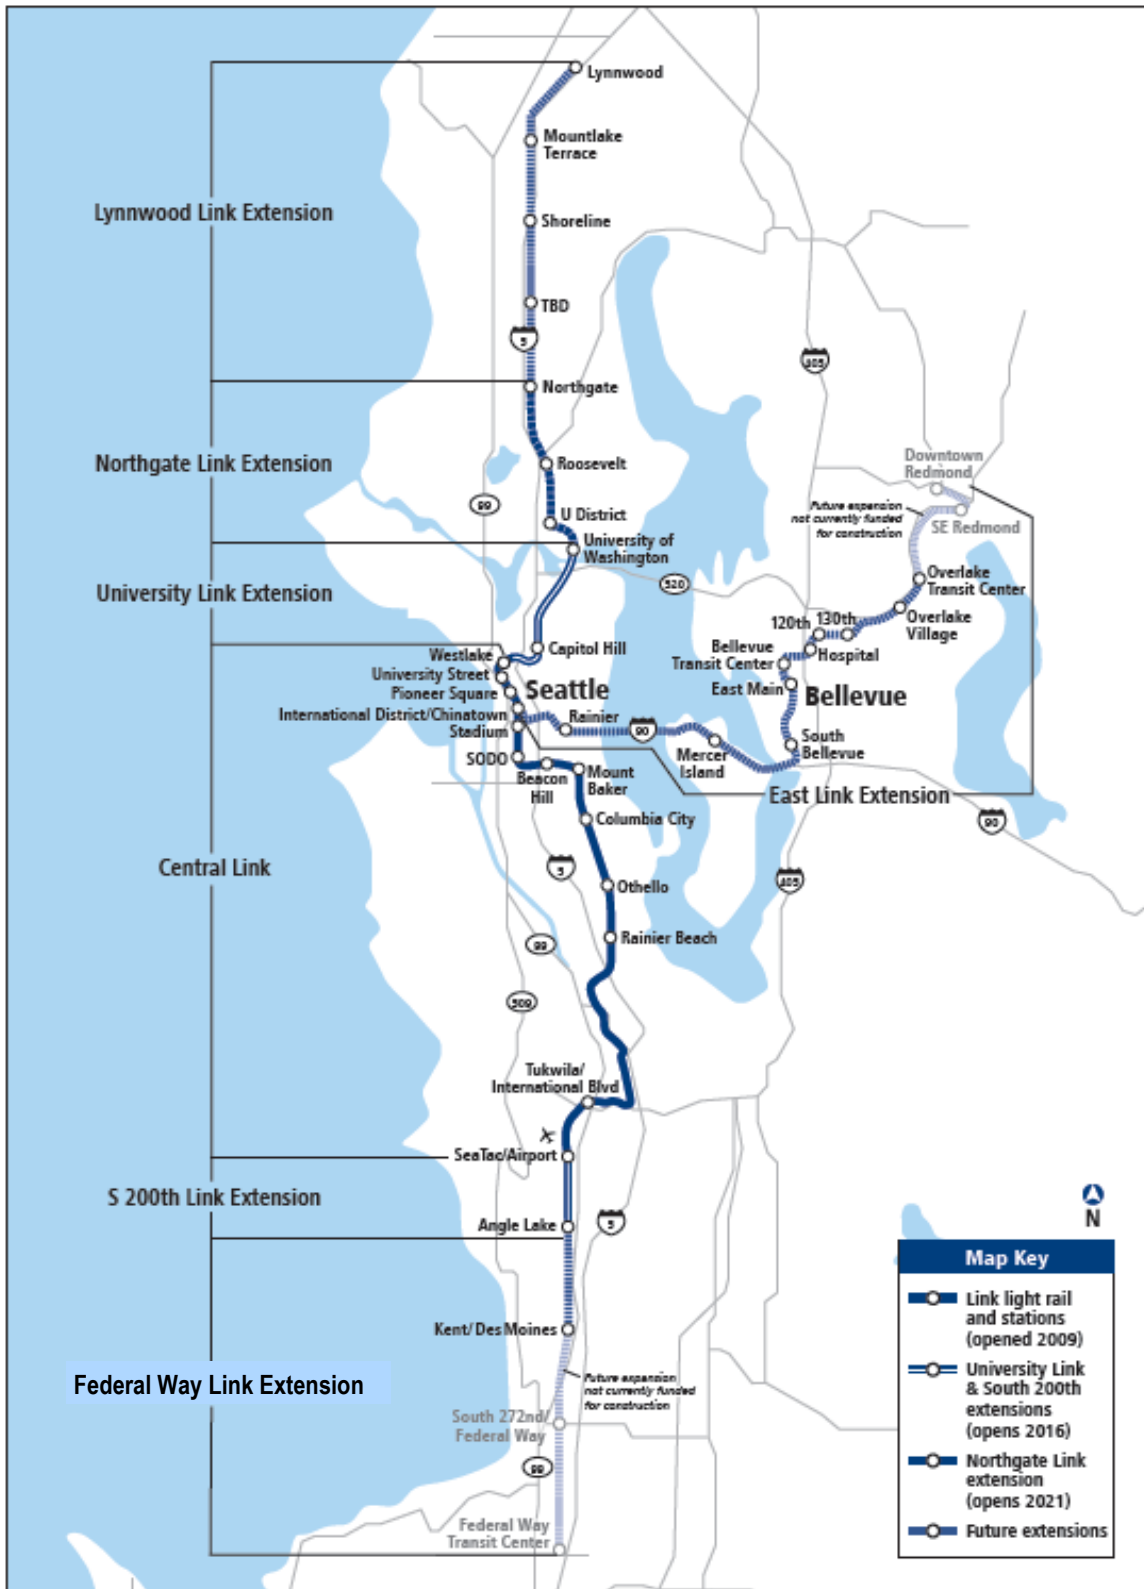 Lynnwood
Mountlake
Terrace
Lynnwood Link Extension
Shoreline
TBD
5
405
Northgate
Northgate Link Extension
Roosevelt
Downtown
Redmond
99
Future expension
not currently funded
for construction
U District
SE Redmond
University of
Washington
520
University Link Extension
Overlake
Transit Center
120th
130th
Overlake
Village
Capitol Hill
Hospital
Westlake
Bellevue
Transit Center
University Street
Seattle
East Main
Bellevue
Pioneer Square
International District/Chinatown
Rainier
Stadium
90
Mercer
Island
South
Bellevue
SODO
Beacon
Hill
Mount
Baker
East Link Extension
Columbia City
90
Central Link
5
405
Othello
Rainier Beach
99
509
Tukwila/
International Blvd
SeaTac/Airport
S 200th Link Extension
Angle Lake
5
N
Kent/Des Moines
Federal Way Link Extension
Future expension
not currently funded
for construction
South 272nd/
Federal Way
99
Federal Way
Transit Center
Map Key
Link light rail
and stations
(opened 2009)
University Link
& South 200th
extensions
(opens 2016)
Northgate Link
extension
(opens 2021)
Future extensions